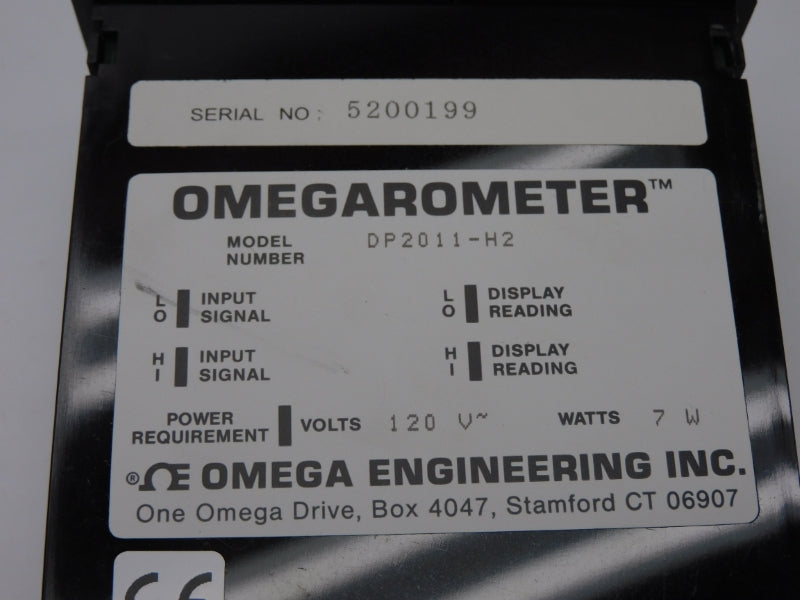 SERIAL NO: 5200199
OMEGAROMETER™
MODEL NUMBER DP2011-H2
LO INPUT SIGNAL LO DISPLAY READING
HI INPUT SIGNAL HI DISPLAY READING
POWER REQUIREMENT VOLTS 120 V~ WATTS 7 W
®ΩE OMEGA ENGINEERING INC.
One Omega Drive, Box 4047, Stamford CT 06907
CE